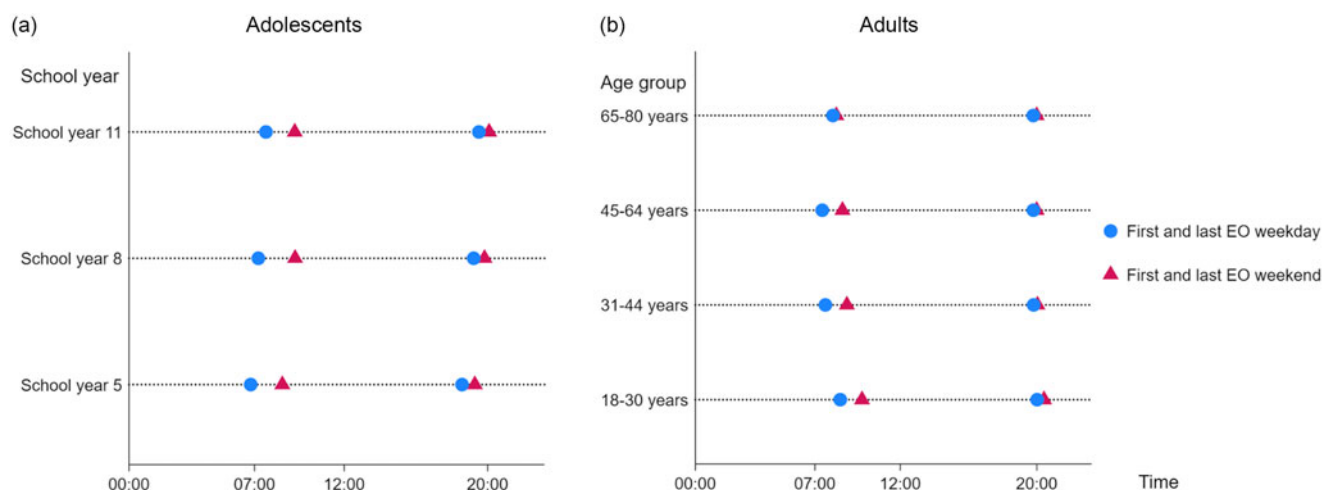 (a)
Adolescents
School year
School year 11
School year 8
School year 5
00:00 07:00 12:00 20:00
(b)
Adults
Age group
65-80 years
45-64 years
31-44 years
18-30 years
00:00 07:00 12:00 20:00 Time
First and last EO weekday
First and last EO weekend